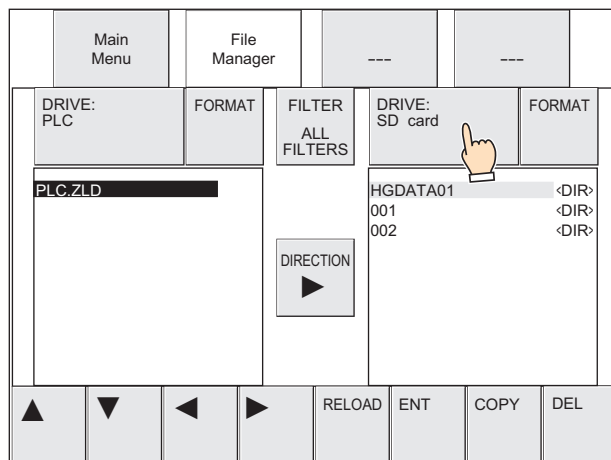 Main
Menu
File
Manager
---
---
DRIVE:
PLC
FORMAT
FILTER
ALL
FILTERS
DRIVE:
SD card
FORMAT
PLC.ZLD
HGDATA01 <DIR>
001 <DIR>
002 <DIR>
DIRECTION
RELOAD
ENT
COPY
DEL